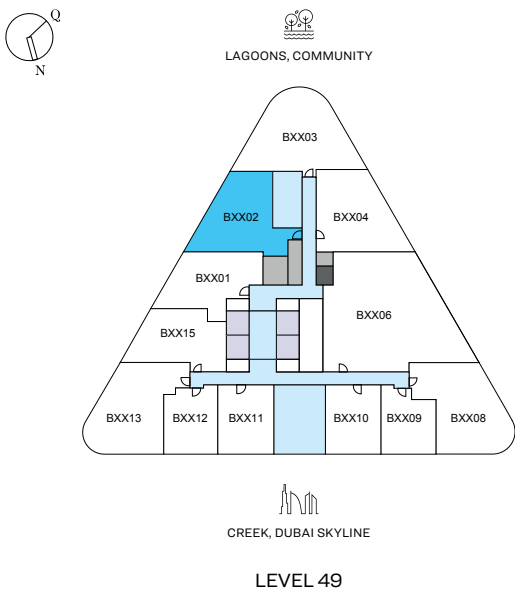 Q
N
LAGOONS, COMMUNITY
BXX03
BXX02
BXX04
BXX01
BXX06
BXX15
BXX13
BXX12
BXX11
BXX10
BXX09
BXX08
CREEK, DUBAI SKYLINE
LEVEL 49